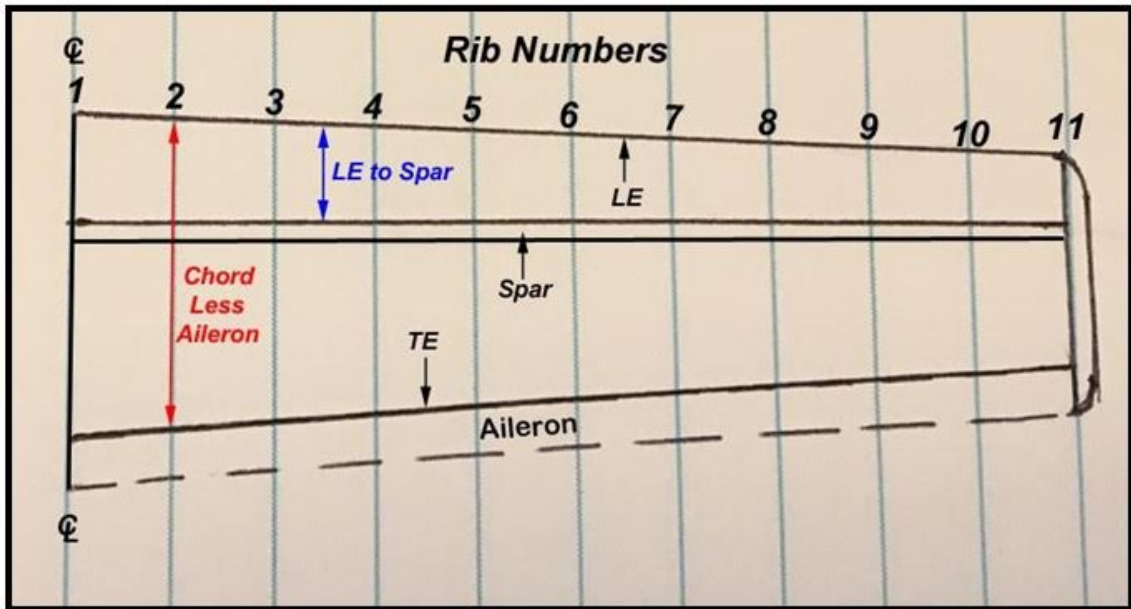 ℄
Rib Numbers
1 2 3 4 5 6 7 8 9 10 11
LE to Spar
LE
Chord
Less
Aileron
Spar
TE
Aileron
℄